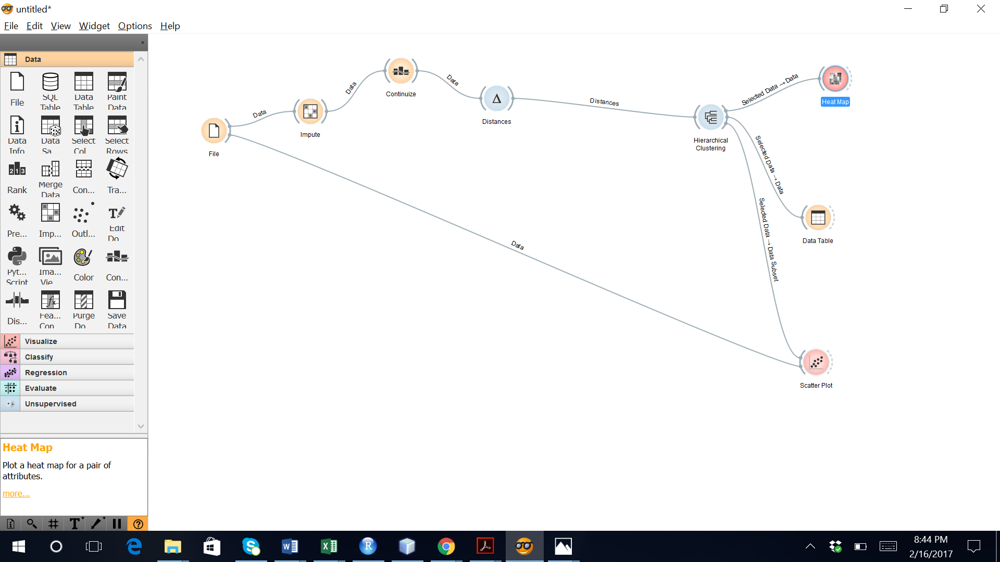 untitled*
File Edit View Widget Options Help
Data
File
SQL
Table
Data
Table
Paint
Data
Data
Info
Data
Sa...
Select
Col...
Select
Rows
Rank
Merge
Data
Con...
Tra...
Pre...
Imp...
Outl...
Edit
Do...
Pyt...
Script
Ima...
Vie...
Color
Con...
Dis...
Fea...
Con...
Purge
Do...
Save
Data
Visualize
Classify
Regression
Evaluate
Unsupervised
Heat Map
Plot a heat map for a pair of
attributes.
more...
File
Data
Impute
Data
Continuize
Data
Distances
Distances
Hierarchical
Clustering
Selected Data → Data
Heat Map
Selected Data → Data
Data Table
Selected Data → Data Subset
Data
Scatter Plot
8:44 PM
2/16/2017